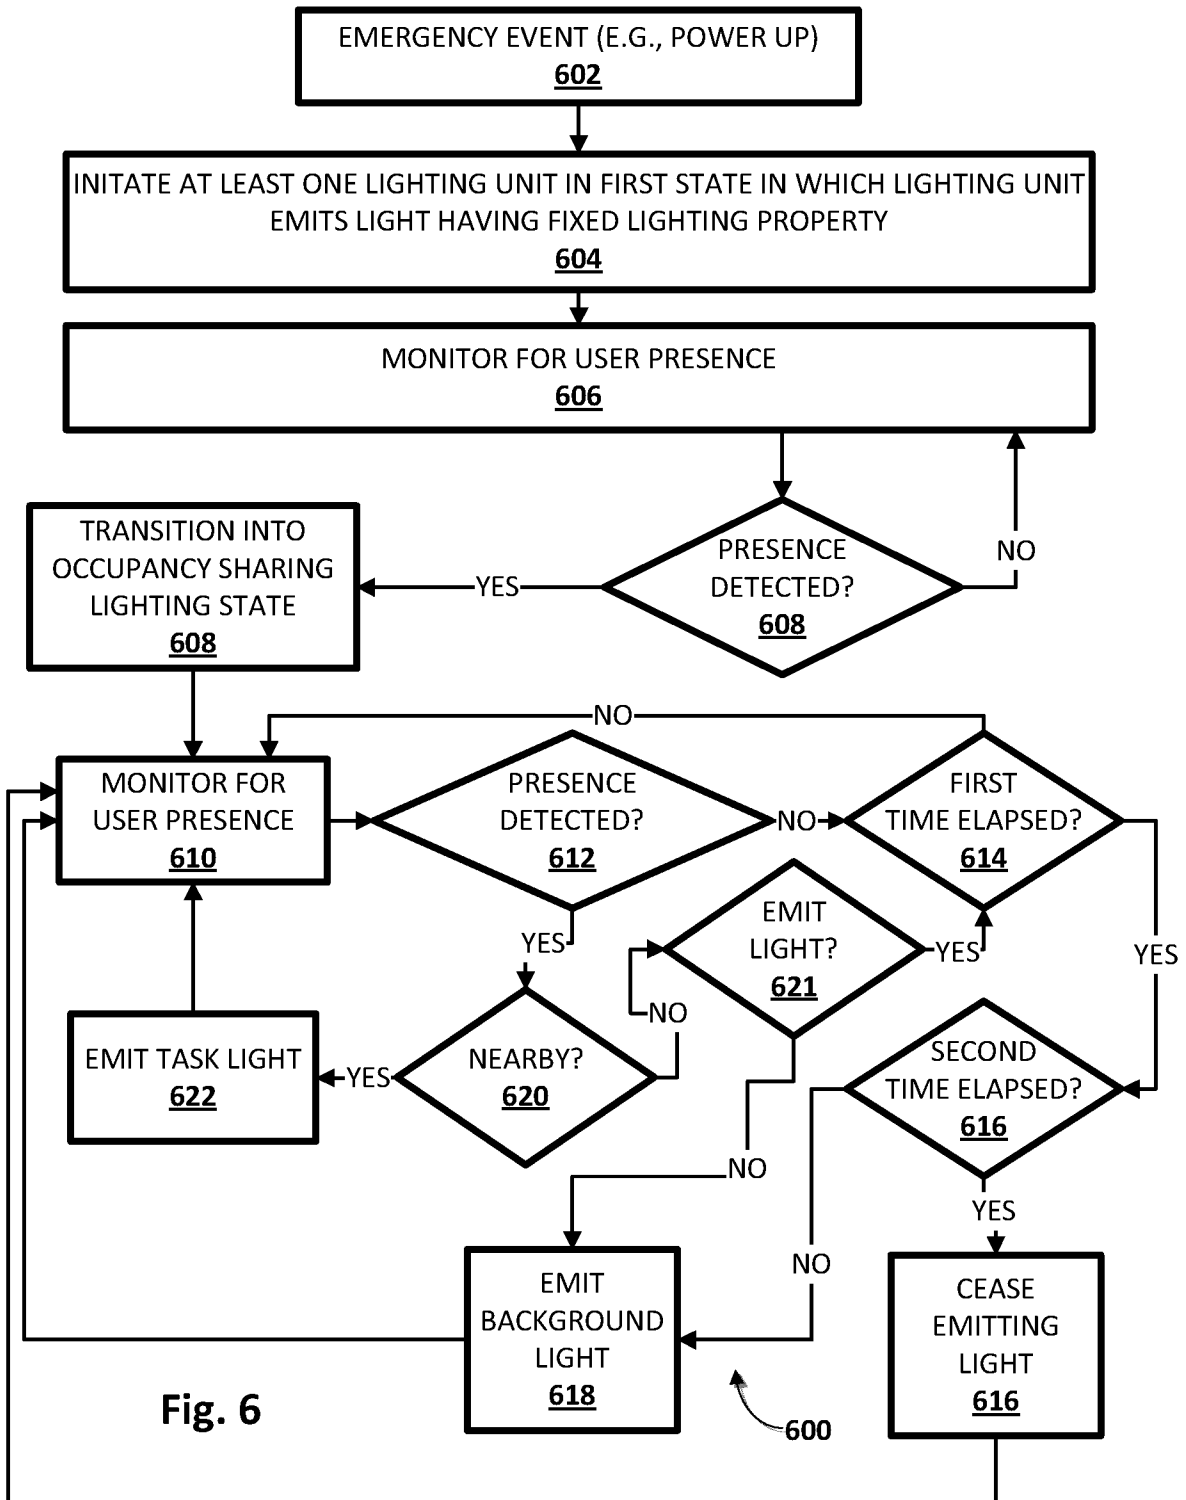 EMERGENCY EVENT (E.G., POWER UP)
602
INITATE AT LEAST ONE LIGHTING UNIT IN FIRST STATE IN WHICH LIGHTING UNIT
EMITS LIGHT HAVING FIXED LIGHTING PROPERTY
604
MONITOR FOR USER PRESENCE
606
TRANSITION INTO
OCCUPANCY SHARING
LIGHTING STATE
608
YES
PRESENCE
DETECTED?
608
NO
NO
MONITOR FOR
USER PRESENCE
610
PRESENCE
DETECTED?
612
NO
FIRST
TIME ELAPSED?
614
YES
EMIT
LIGHT?
621
YES
YES
EMIT TASK LIGHT
622
YES
NEARBY?
620
NO
SECOND
TIME ELAPSED?
616
NO
YES
NO
EMIT
BACKGROUND
LIGHT
618
CEASE
EMITTING
LIGHT
616
Fig. 6
600